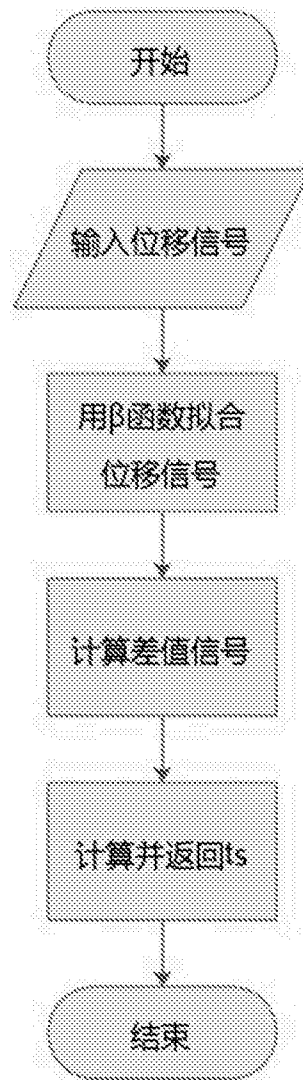 开始
输入位移信号
用β函数拟合
位移信号
计算差值信号
计算并返回ts
结束